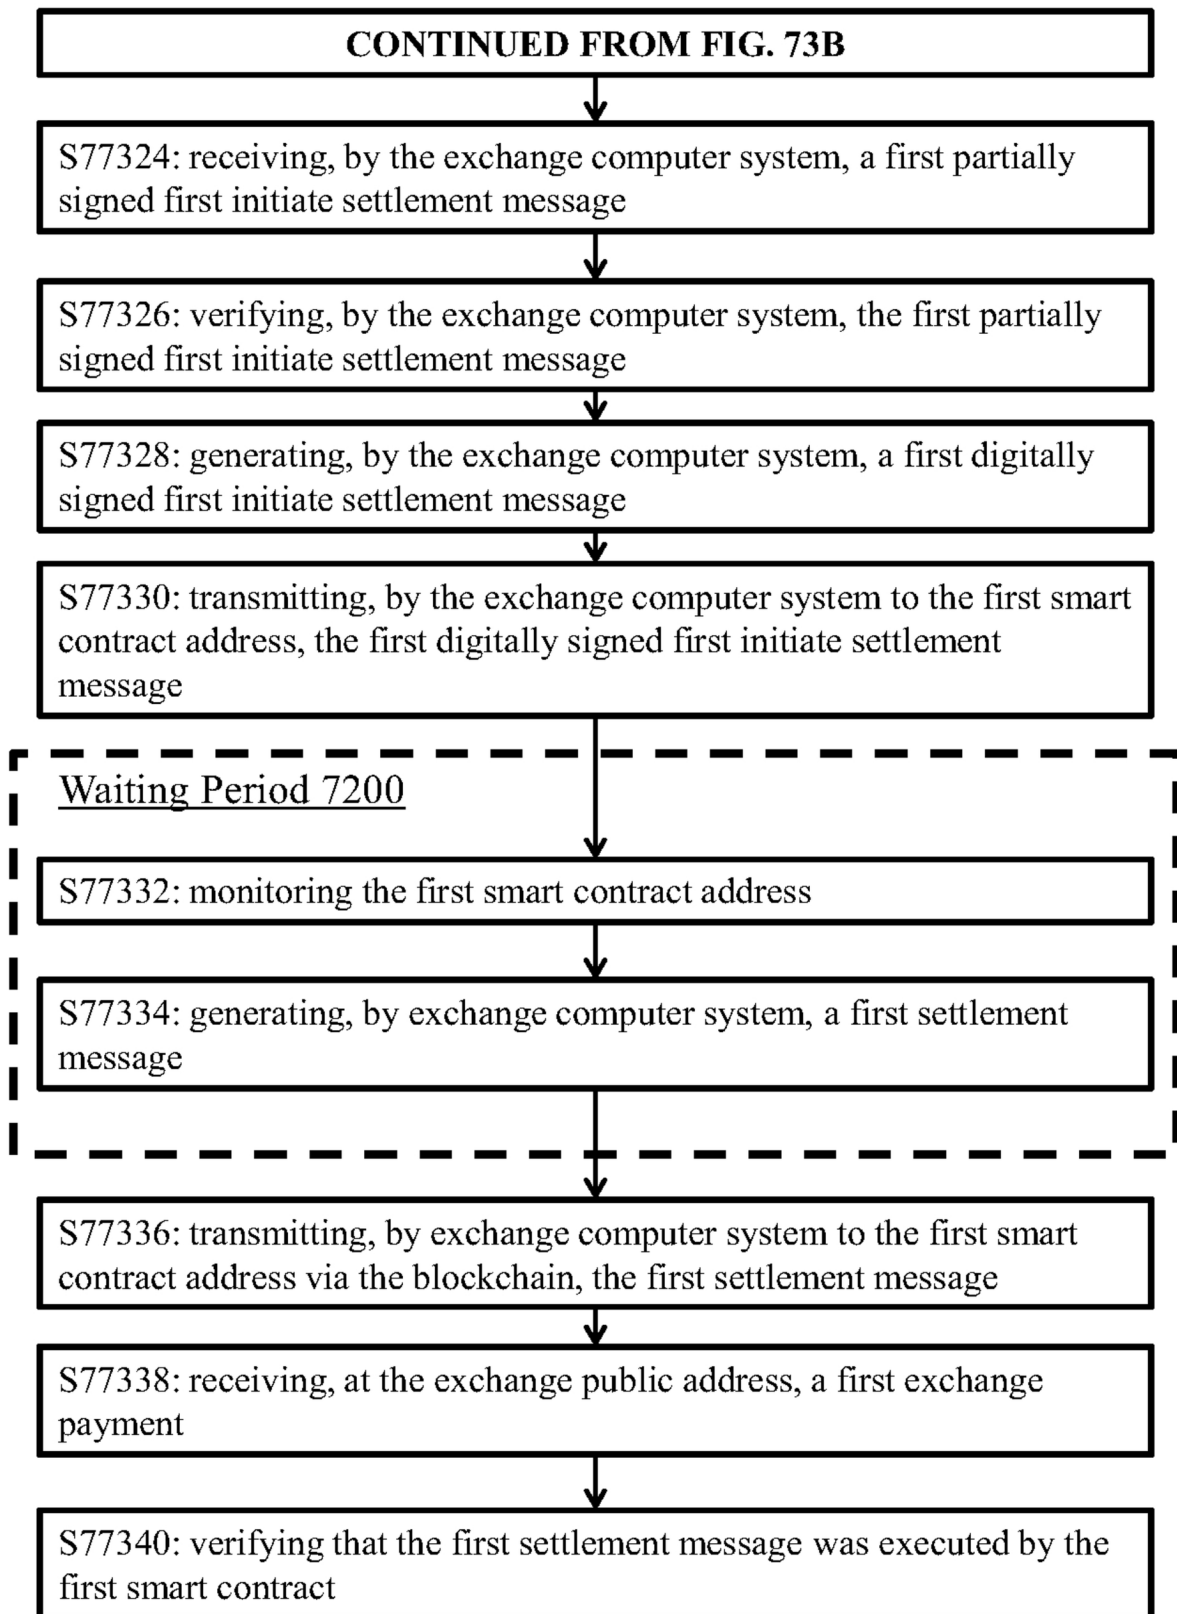 CONTINUED FROM FIG. 73B
S77324: receiving, by the exchange computer system, a first partially
signed first initiate settlement message
S77326: verifying, by the exchange computer system, the first partially
signed first initiate settlement message
S77328: generating, by the exchange computer system, a first digitally
signed first initiate settlement message
S77330: transmitting, by the exchange computer system to the first smart
contract address, the first digitally signed first initiate settlement
message
Waiting Period 7200
S77332: monitoring the first smart contract address
S77334: generating, by exchange computer system, a first settlement
message
S77336: transmitting, by exchange computer system to the first smart
contract address via the blockchain, the first settlement message
S77338: receiving, at the exchange public address, a first exchange
payment
S77340: verifying that the first settlement message was executed by the
first smart contract